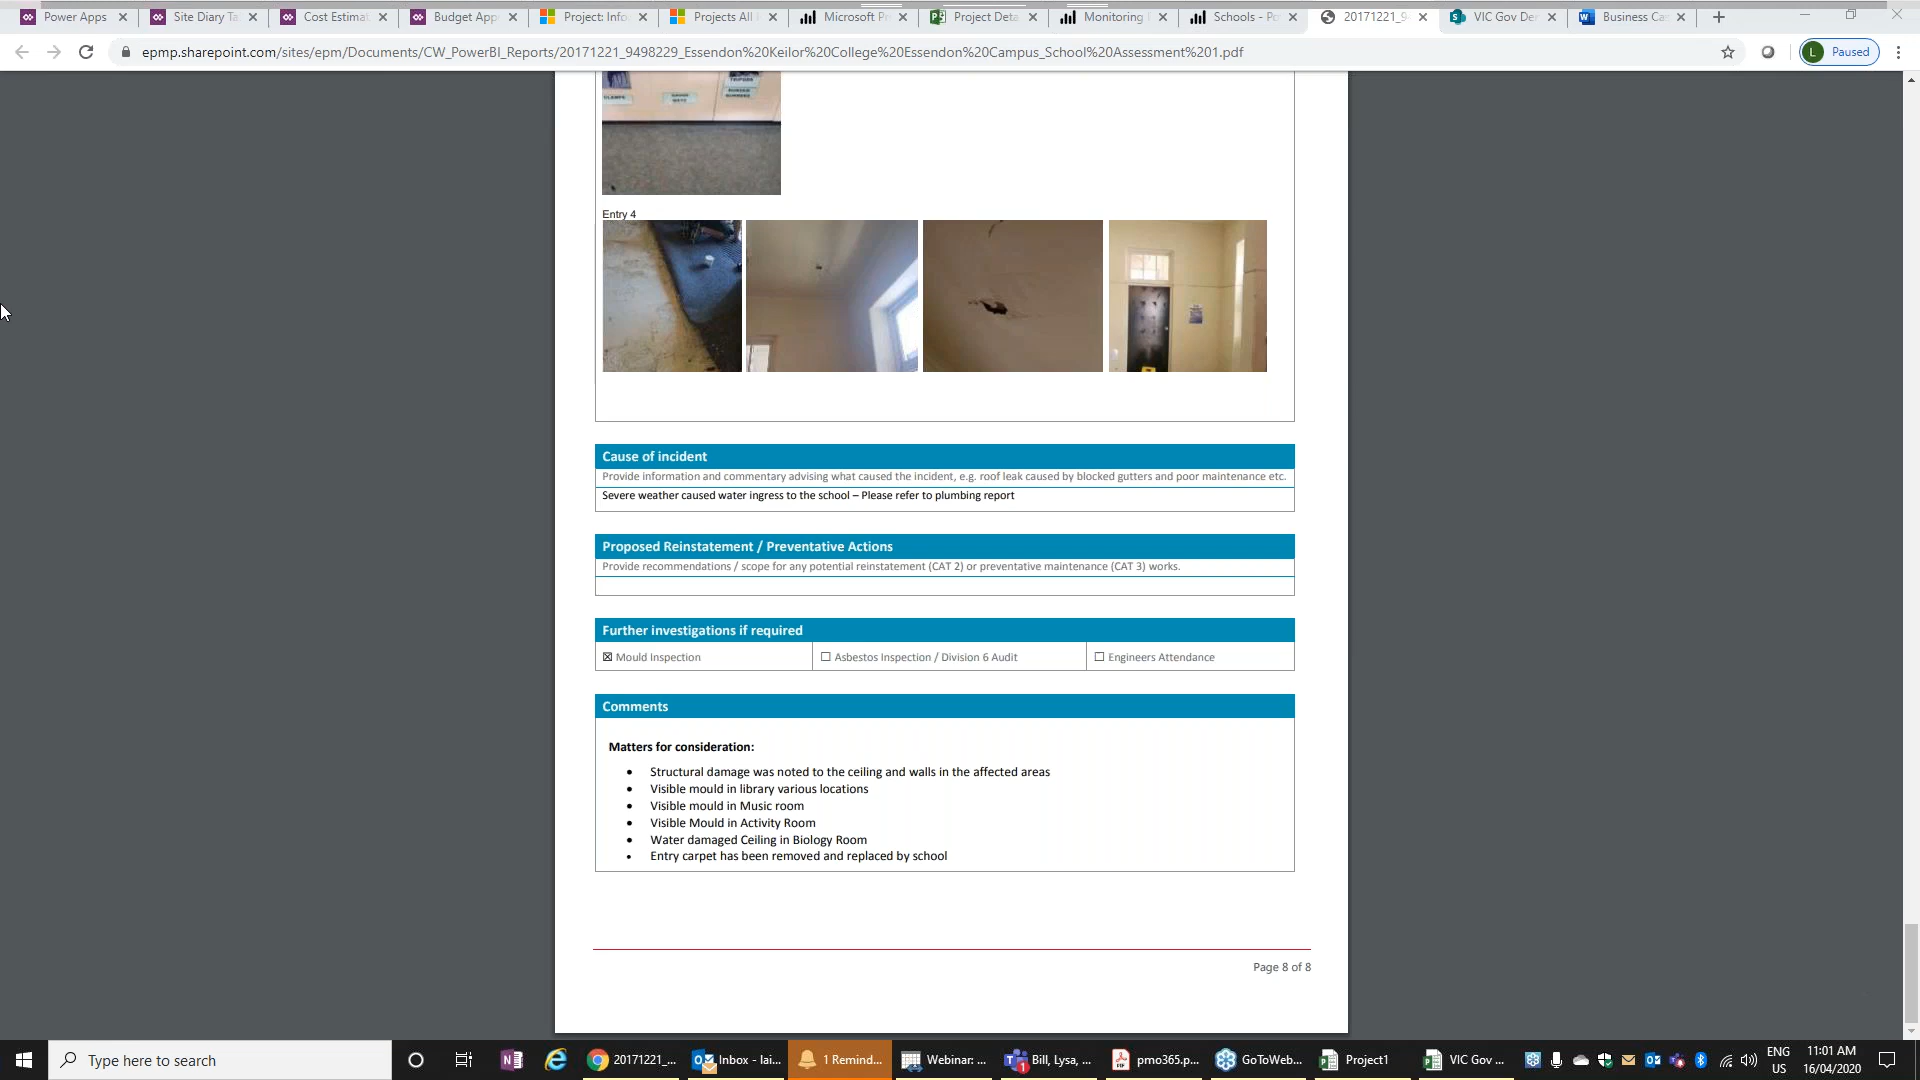 Power Apps
Site Diary Ta
Cost Estimat
Budget App
Project: Info
Projects All
Microsoft Pr
Project Deta
Monitoring
Schools - Po
20171221_9
VIC Gov De
Business Ca
epmp.sharepoint.com/sites/epm/Documents/CW_PowerBI_Reports/20171221_9498229_Essendon%20Keilor%20College%20Essendon%20Campus_School%20Assessment%201.pdf
L
Paused
CLAMPS
TRIPODS
GAUZE MATS
BUNSEN BURNERS
Entry 4
Cause of incident
Provide information and commentary advising what caused the incident, e.g. roof leak caused by blocked gutters and poor maintenance etc.
Severe weather caused water ingress to the school – Please refer to plumbing report
Proposed Reinstatement / Preventative Actions
Provide recommendations / scope for any potential reinstatement (CAT 2) or preventative maintenance (CAT 3) works.
Further investigations if required
☒ Mould Inspection
☐ Asbestos Inspection / Division 6 Audit
☐ Engineers Attendance
Comments
Matters for consideration:
• Structural damage was noted to the ceiling and walls in the affected areas
• Visible mould in library various locations
• Visible mould in Music room
• Visible Mould in Activity Room
• Water damaged Ceiling in Biology Room
• Entry carpet has been removed and replaced by school
Page 8 of 8
Type here to search
20171221_...
Inbox - lai...
1 Remind...
Webinar: ...
Bill, Lysa, ...
pmo365.p...
GoToWeb...
Project1
VIC Gov ...
ENG
US
11:01 AM
16/04/2020